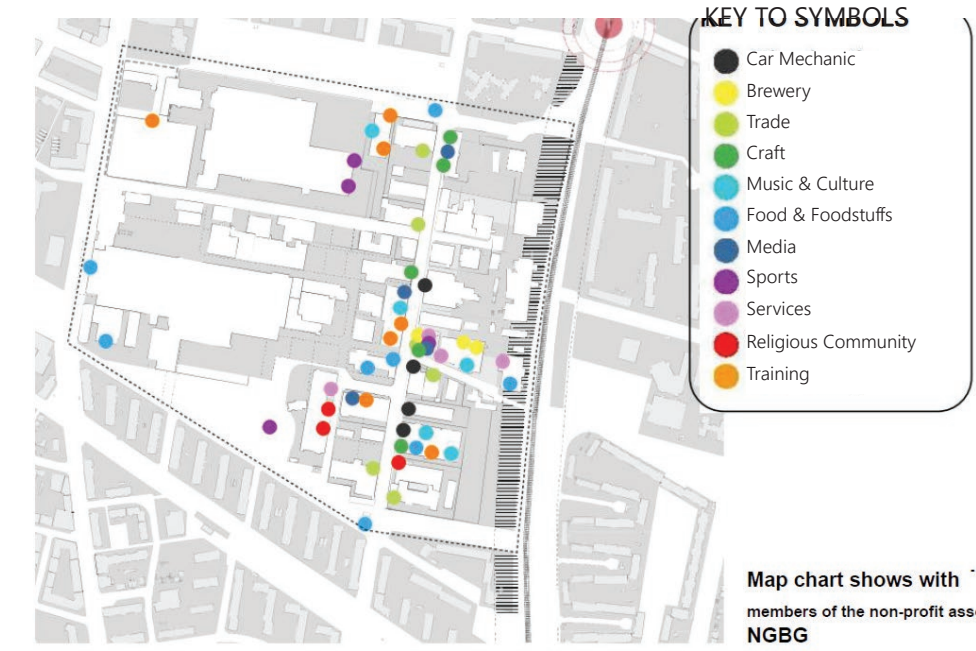 KEY TO SYMBOLS
Car Mechanic
Brewery
Trade
Craft
Music & Culture
Food & Foodstuffs
Media
Sports
Services
Religious Community
Training
Map chart shows with
members of the non-profit
NGBG